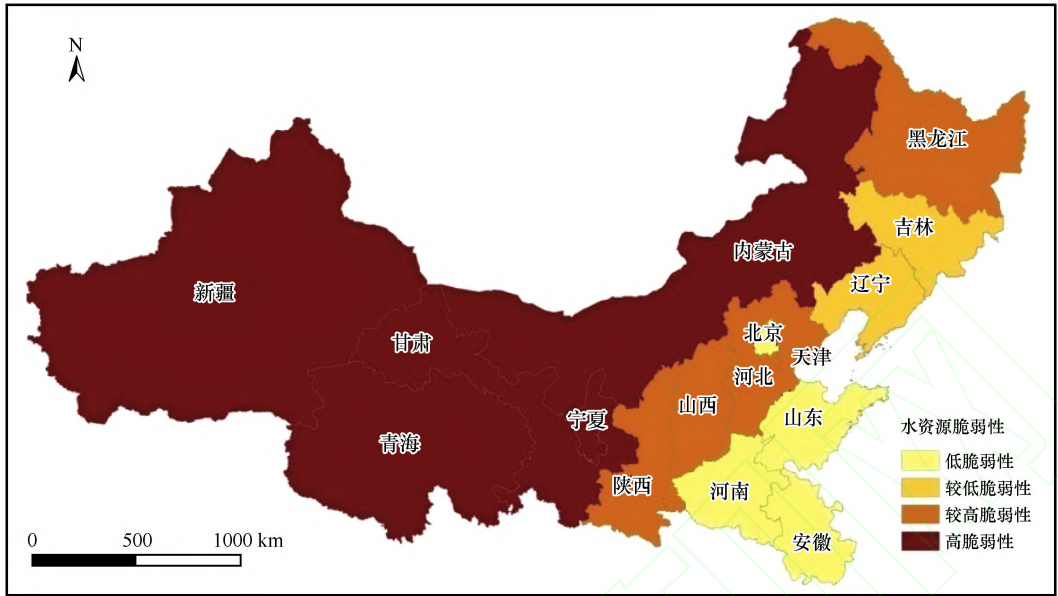 N
黑龙江
吉林
内蒙古
辽宁
新疆
北京
甘肃
天津
河北
山西
山东
宁夏
青海
陕西
河南
安徽
水资源脆弱性
低脆弱性
较低脆弱性
较高脆弱性
高脆弱性
0 500 1000 km